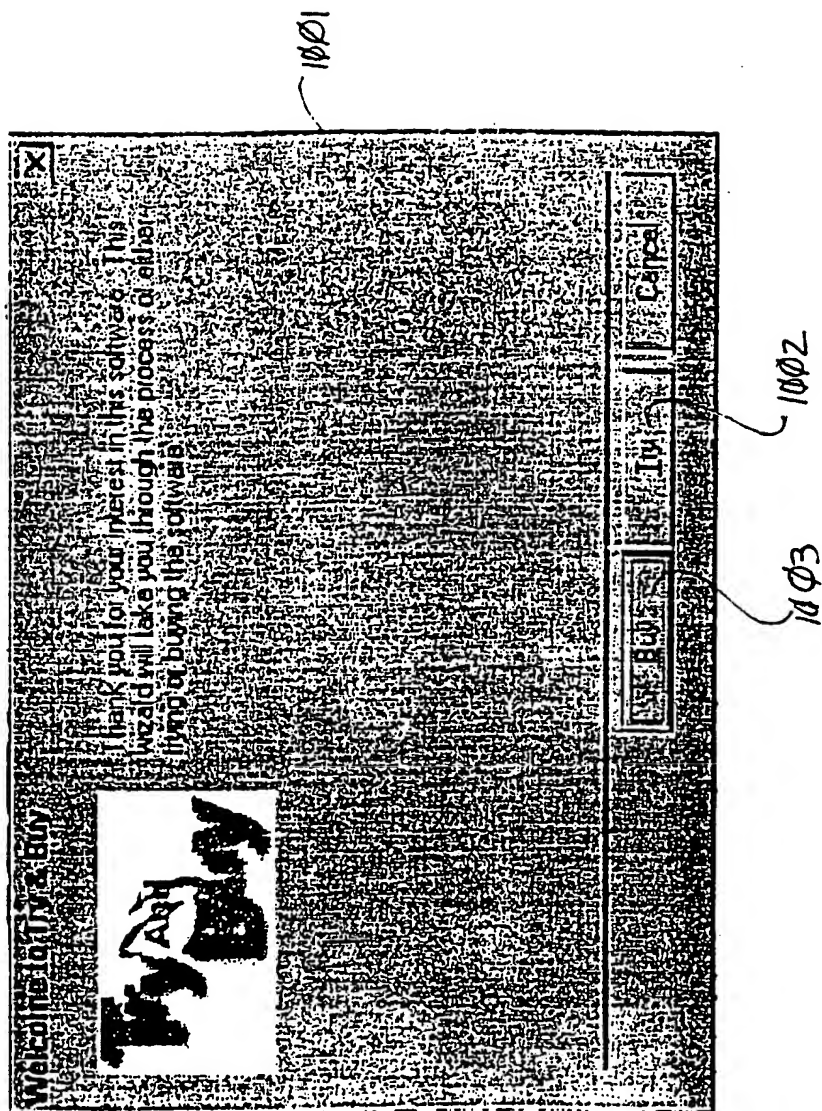 Welcome to Try & Buy
X
Try
And
Buy
Thank you for your interest in this software. This
wizard will take you through the process of either
trying or buying the software.
Buy
Try
Cancel
1001
1002
1003